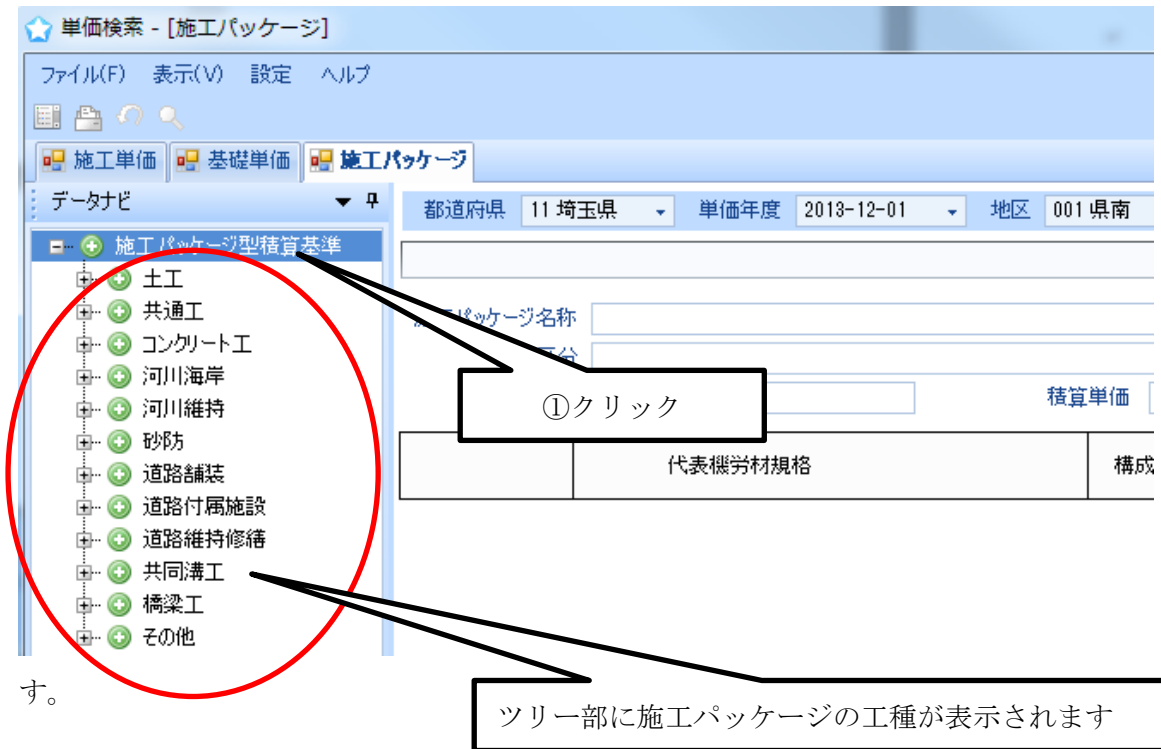 単価検索 - [施工パッケージ]
ファイル(F) 表示(V) 設定 ヘルプ
施工単価 基礎単価 施工パッケージ
データナビ
都道府県 11 埼玉県 単価年度 2013-12-01 地区 001 県南
施工パッケージ型積算基準
土工
共通工
コンクリート工
河川海岸
河川維持
砂防
道路舗装
道路付属施設
道路維持修繕
共同溝工
橋梁工
その他
パッケージ名称
区分
積算単価
①クリック
代表機労材規格 構成
す。
ツリー部に施工パッケージの工種が表示されます